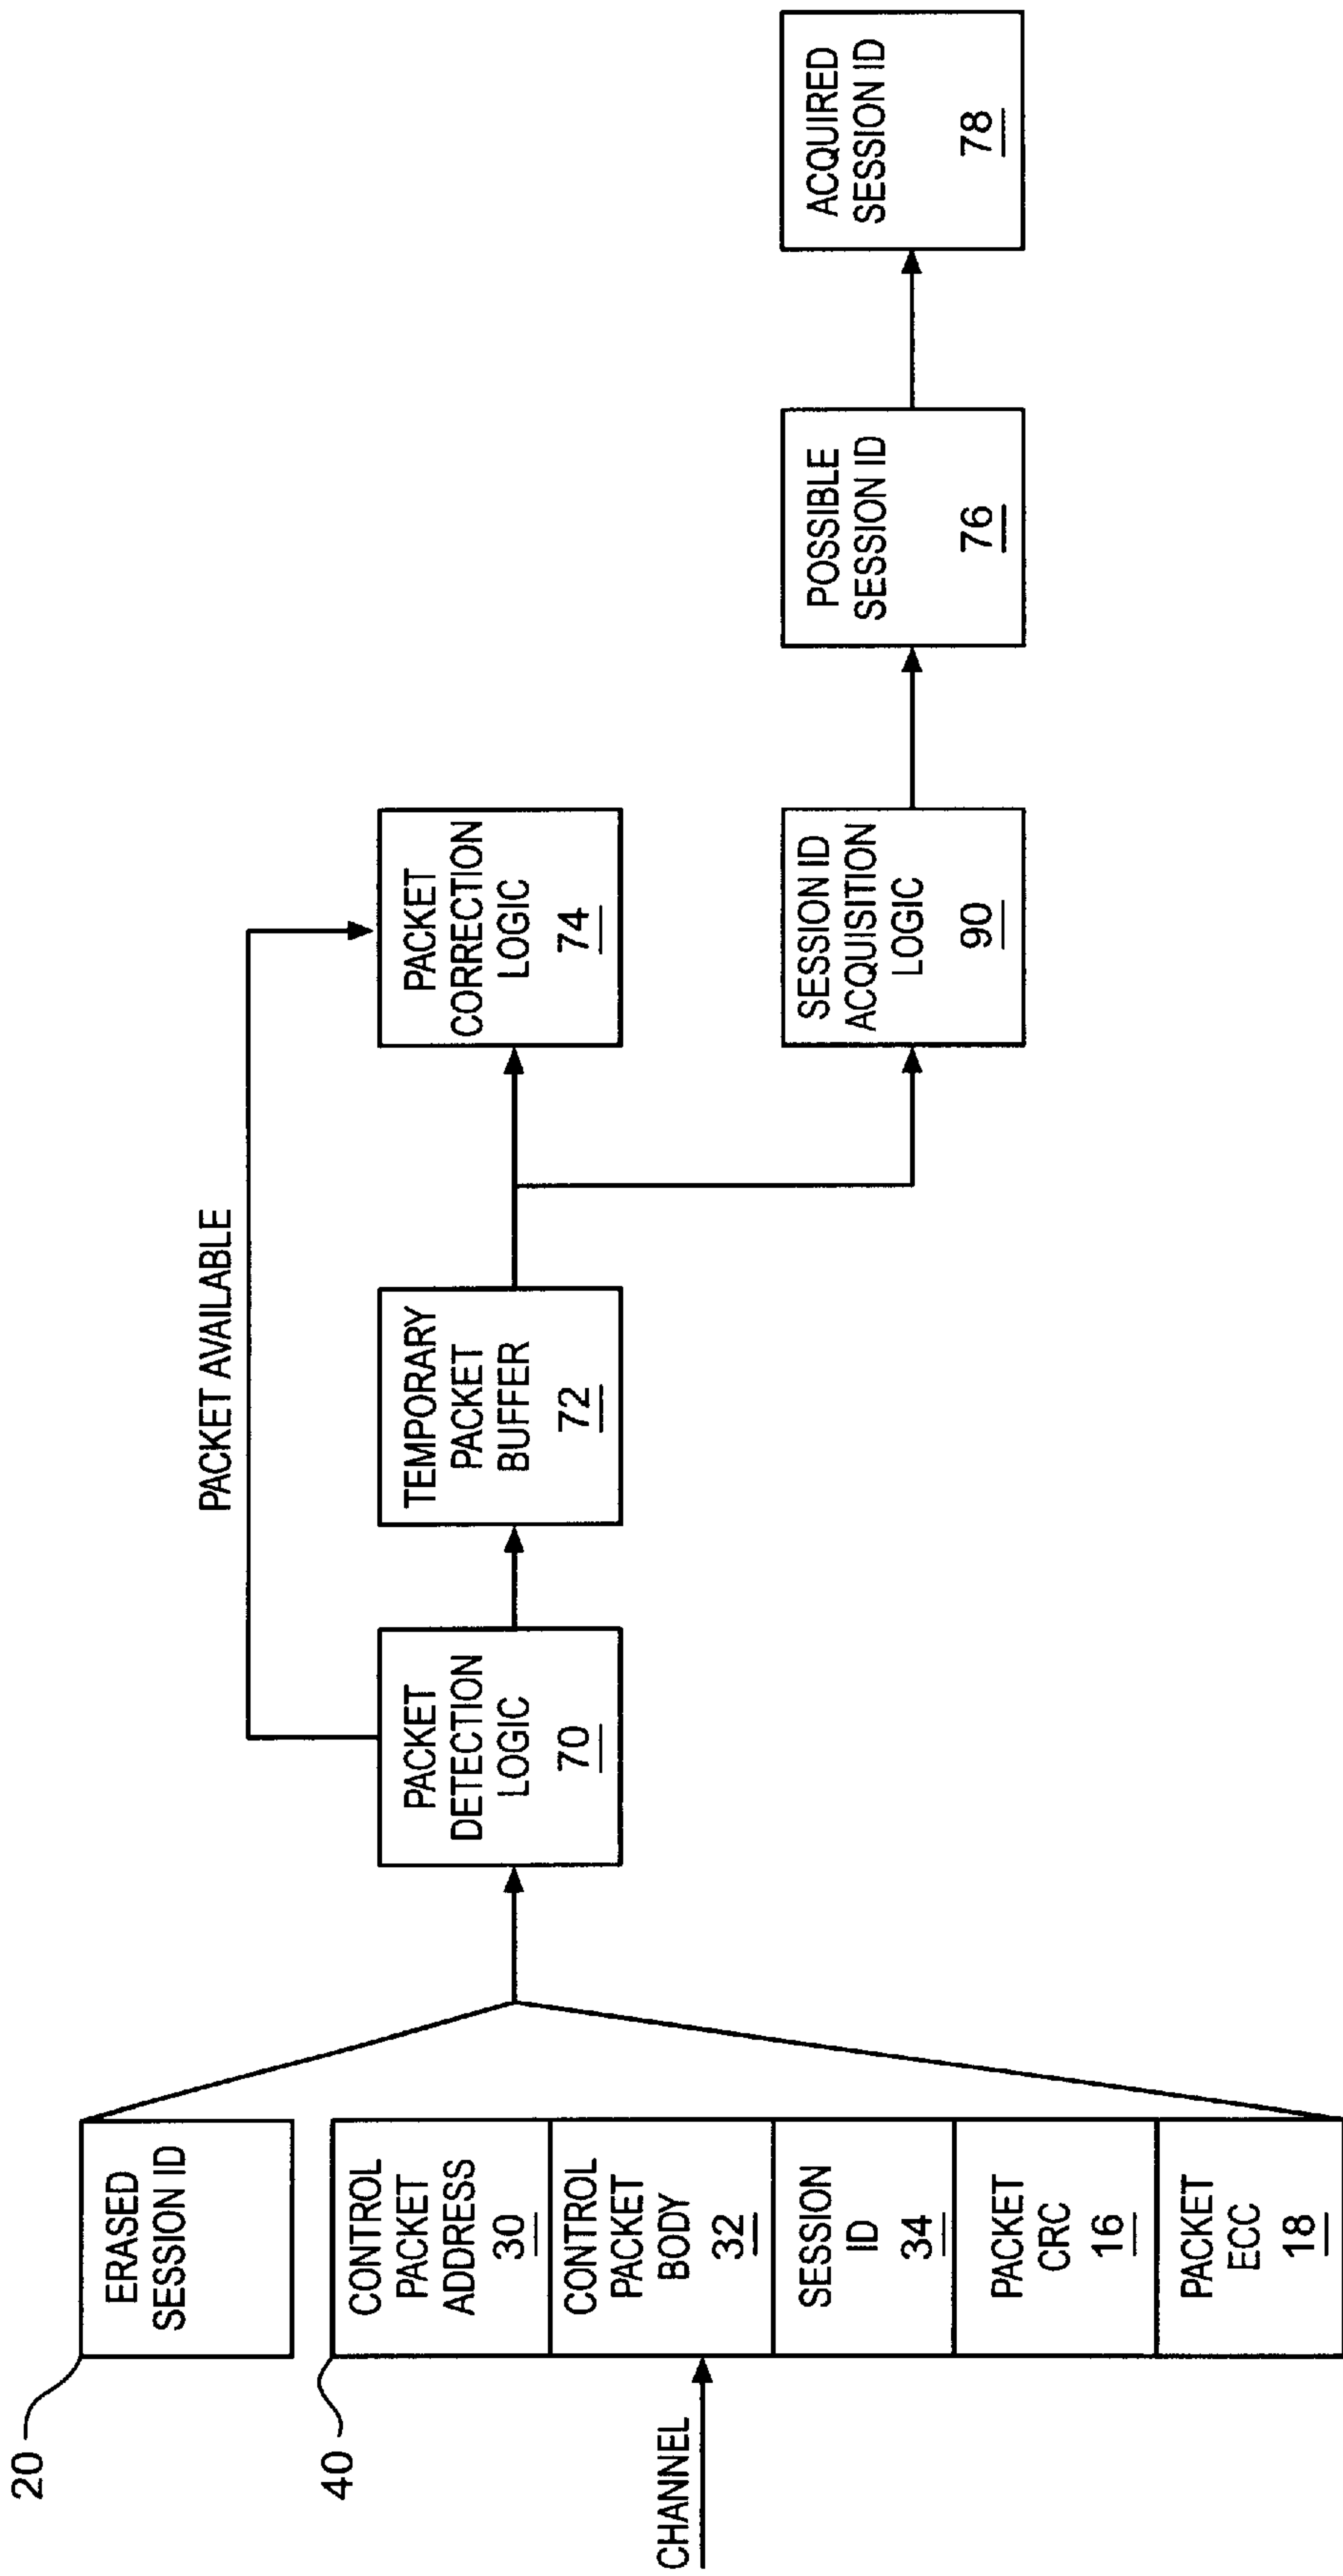 20
ERASED
SESSION ID
40
CONTROL
PACKET
ADDRESS
30
CONTROL
PACKET
BODY
32
SESSION
ID
34
PACKET
CRC
16
PACKET
ECC
18
CHANNEL
PACKET
DETECTION
LOGIC
70
PACKET AVAILABLE
TEMPORARY
PACKET
BUFFER
72
PACKET
CORRECTION
LOGIC
74
SESSION ID
ACQUISITION
LOGIC
90
POSSIBLE
SESSION ID
76
ACQUIRED
SESSION ID
78